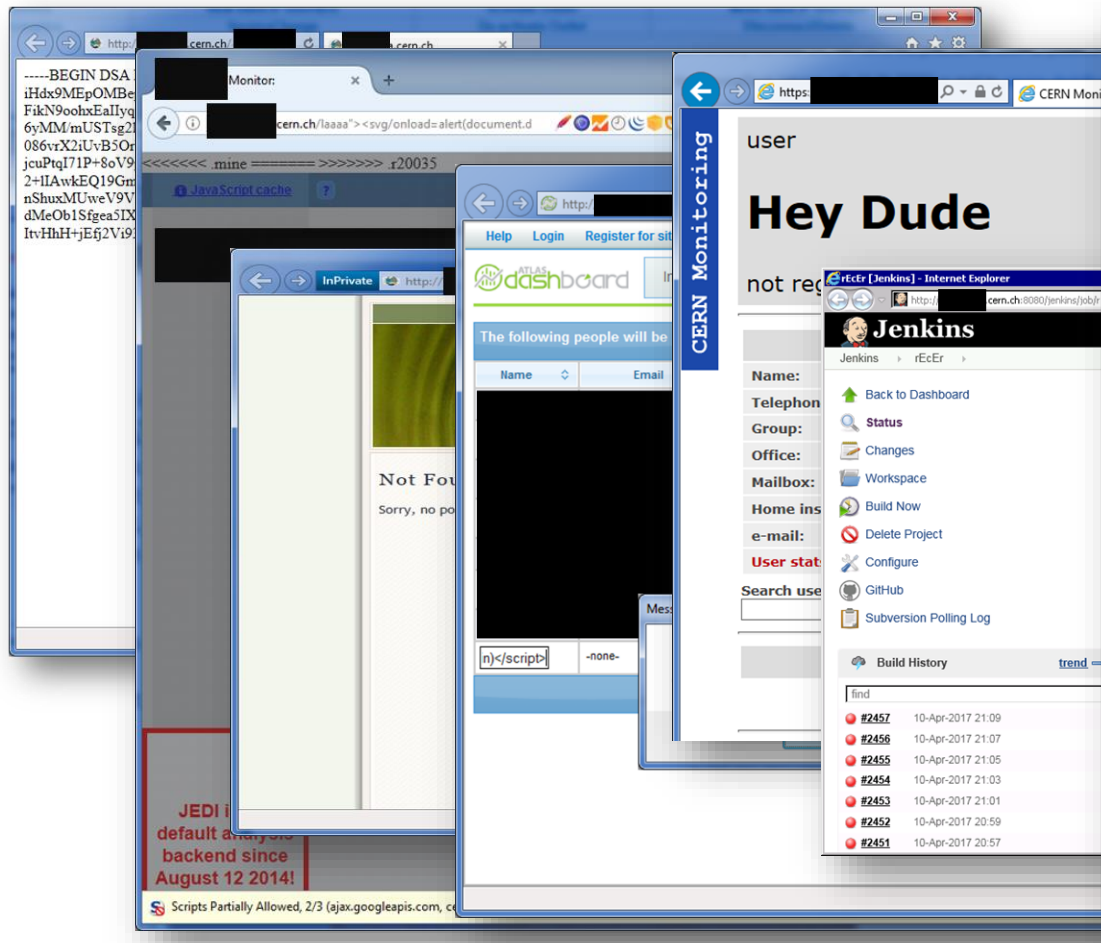 http:
.cern.ch/
a.cern.ch
-----BEGIN DSA
iHdx9MEpOMBe
FikN9oohxEaIIyq
6yMM/mUSTsg2
086vrX2iUvB5Or
jcuPtqI71P+8oV9
2+lIAwkEQ19Gm
nShuxMUweV9V
dMeOb1Sfgea5IX
ItvHhH+jEfj2Vi9
Monitor:
cern.ch/laaaa"><svg/onload=alert(document.d
<<<<<<< .mine ======= >>>>>>> .r20035
JavaScript cache
?
JEDI i
default analysis
backend since
August 12 2014!
Scripts Partially Allowed, 2/3 (ajax.googleapis.com, ce
InPrivate
http://
Not Fou
Sorry, no po
http:
Help Login Register for sit
ATLAS
dashboard
In
The following people will be
Name
Email
n)</script>
-none-
Mes
https:
CERN Moni
CERN Monitoring
user
Hey Dude
not reg
Name:
Telephon
Group:
Office:
Mailbox:
Home ins
e-mail:
User stat
Search use
rEcEr [Jenkins] - Internet Explorer
http:/
.cern.ch:8080/jenkins/job/r
Jenkins
Jenkins
rEcEr
Back to Dashboard
Status
Changes
Workspace
Build Now
Delete Project
Configure
GitHub
Subversion Polling Log
Build History
trend
find
#2457 10-Apr-2017 21:09
#2456 10-Apr-2017 21:07
#2455 10-Apr-2017 21:05
#2454 10-Apr-2017 21:03
#2453 10-Apr-2017 21:01
#2452 10-Apr-2017 20:59
#2451 10-Apr-2017 20:57